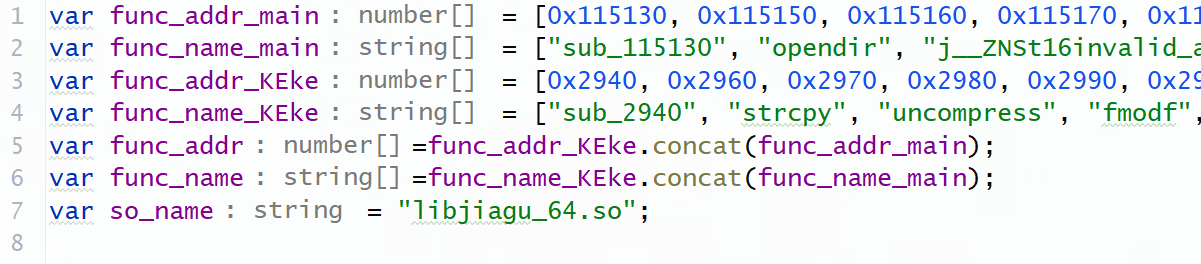 1 var func_addr_main : number[] = [0x115130, 0x115150, 0x115160, 0x115170, 0x11
2 var func_name_main : string[] = ["sub_115130", "opendir", "j__ZNSt16invalid_a
3 var func_addr_KEke : number[] = [0x2940, 0x2960, 0x2970, 0x2980, 0x2990, 0x29
4 var func_name_KEke : string[] = ["sub_2940", "strcpy", "uncompress", "fmodf",
5 var func_addr : number[] =func_addr_KEke.concat(func_addr_main);
6 var func_name : string[] =func_name_KEke.concat(func_name_main);
7 var so_name : string = "libjiagu_64.so";
8